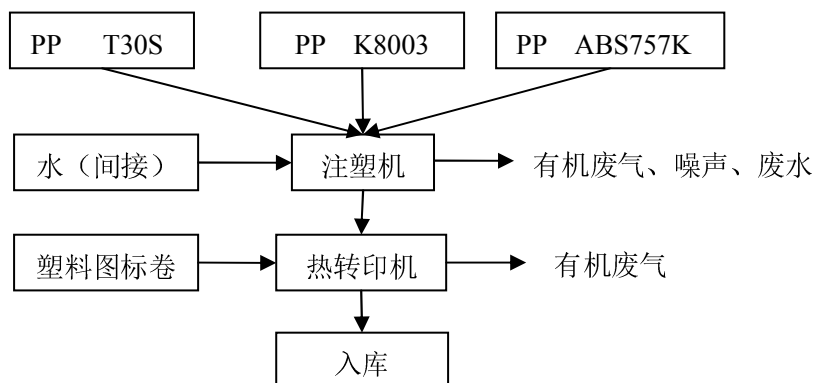 PP T30S
PP K8003
PP ABS757K
水（间接）
注塑机
有机废气、噪声、废水
塑料图标卷
热转印机
有机废气
入库